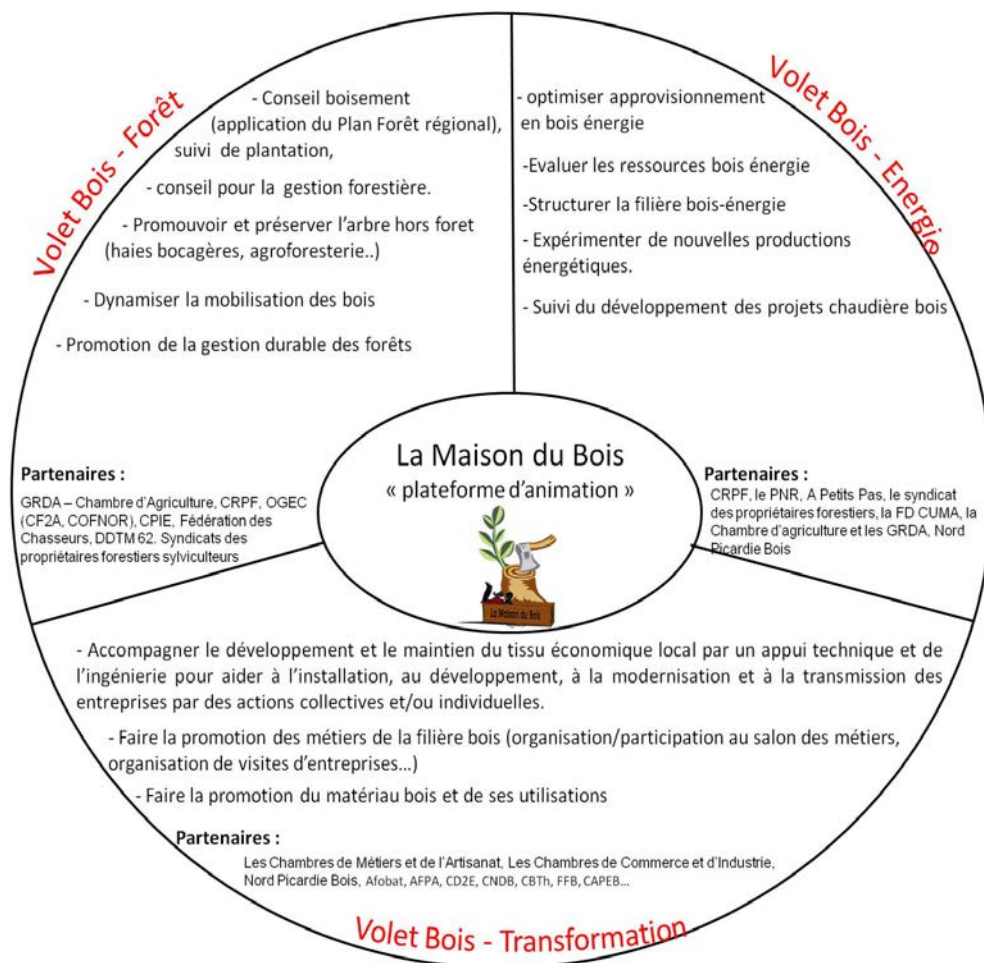 Volet Bois - Forêt
- Conseil boisement
(application du Plan Forêt régional),
suivi de plantation,
- conseil pour la gestion forestière.
- Promouvoir et préserver l'arbre hors foret
(haies bocagères, agroforesterie..)
- Dynamiser la mobilisation des bois
- Promotion de la gestion durable des forêts
Partenaires :
GRDA – Chambre d'Agriculture, CRPF, OGEC
(CF2A, COFNOR), CPIE, Fédération des
Chasseurs, DDTM 62. Syndicats des
propriétaires forestiers sylviculteurs
Volet Bois - Energie
- optimiser approvisionnement
en bois énergie
-Evaluer les ressources bois énergie
-Structurer la filière bois-énergie
- Expérimenter de nouvelles productions
énergétiques.
- Suivi du développement des projets chaudière bois
Partenaires :
CRPF, le PNR, A Petits Pas, le syndicat
des propriétaires forestiers, la FD CUMA, la
Chambre d'agriculture et les GRDA, Nord
Picardie Bois
La Maison du Bois
« plateforme d'animation »
La Maison du Bois
- Accompagner le développement et le maintien du tissu économique local par un appui technique et de
l'ingénierie pour aider à l'installation, au développement, à la modernisation et à la transmission des
entreprises par des actions collectives et/ou individuelles.
- Faire la promotion des métiers de la filière bois (organisation/participation au salon des métiers,
organisation de visites d'entreprises...)
- Faire la promotion du matériau bois et de ses utilisations
Partenaires :
Les Chambres de Métiers et de l'Artisanat, Les Chambres de Commerce et d'Industrie,
Nord Picardie Bois, Afobat, AFPA, CD2E, CNDB, CBTh, FFB, CAPEB...
Volet Bois - Transformation